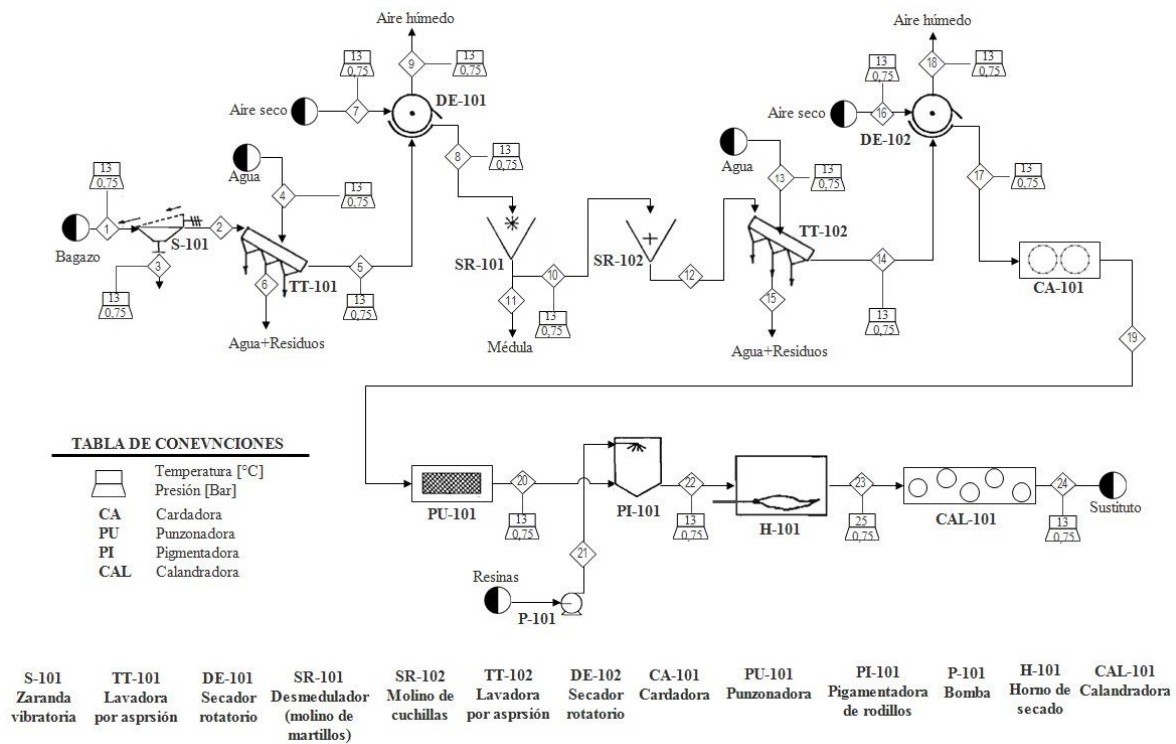 Aire húmedo
Aire húmedo
13
0,75
9
13
0,75
13
0,75
18
13
0,75
Aire seco
7
DE-101
Aire seco
16
DE-102
8
13
0,75
Agua
Agua
13
13
0,75
17
13
0,75
13
0,75
4
13
0,75
1
2
S-101
Bagazo
3
SR-101
SR-102
TT-102
13
0,75
6
TT-101
5
13
0,75
10
13
0,75
11
12
14
13
0,75
15
CA-101
Agua+Residuos
Médula
Agua+Residuos
19
TABLA DE CONEVNCIONES
Temperatura [°C]
Presión [Bar]
CA Cardadora
PU Punzonadora
PI Pigmentadora
CAL Calandradora
PU-101
20
13
0,75
PI-101
22
13
0,75
H-101
23
25
0,75
CAL-101
24
13
0,75
Sustituto
21
Resinas
P-101
S-101
Zaranda
vibratoria
TT-101
Lavadora
por asprsión
DE-101
Secador
rotatorio
SR-101
Desmedulador
(molino de
martillos)
SR-102
Molino de
cuchillas
TT-102
Lavadora
por asprsión
DE-102
Secador
rotatorio
CA-101
Cardadora
PU-101
Punzonadora
PI-101
Pigamentadora
de rodillos
P-101
Bomba
H-101
Horno de
secado
CAL-101
Calandradora